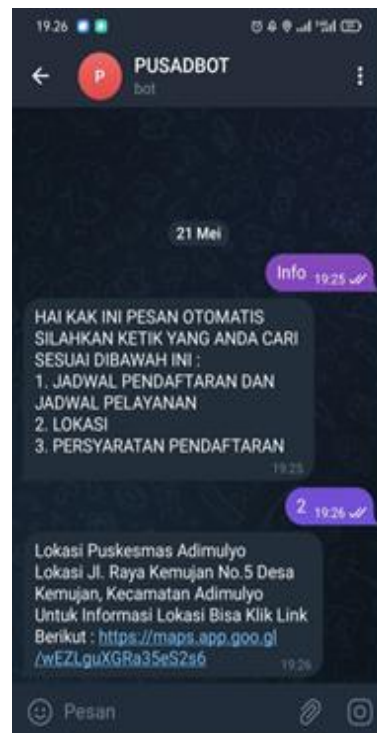 19.26
P
PUSADBOT
bot
21 Mei
Info 19.25
HAI KAK INI PESAN OTOMATIS
SILAHKAN KETIK YANG ANDA CARI
SESUAI DIBAWAH INI :
1. JADWAL PENDAFTARAN DAN
JADWAL PELAYANAN
2. LOKASI
3. PERSYARATAN PENDAFTARAN
19.25
2 19.26
Lokasi Puskesmas Adimulyo
Lokasi Jl. Raya Kemujan No.5 Desa
Kemujan, Kecamatan Adimulyo
Untuk Informasi Lokasi Bisa Klik Link
Berikut : https://maps.app.goo.gl
/wEZLguXGRa35eS2s6 19.26
Pesan